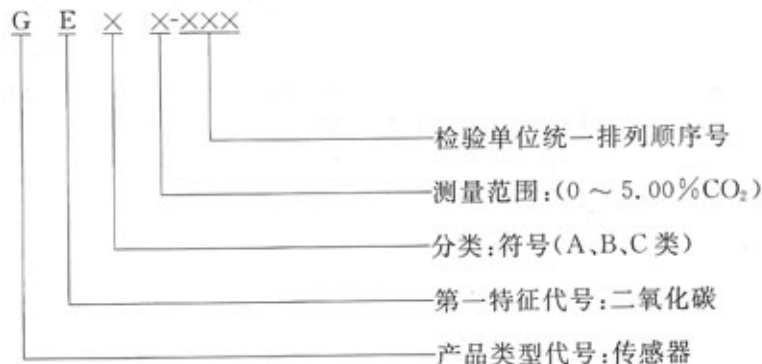 G E × ×-×××
检验单位统一排列顺序号
测量范围:(0 ~ 5.00%CO₂)
分类:符号(A、B、C 类)
第一特征代号:二氧化碳
产品类型代号:传感器